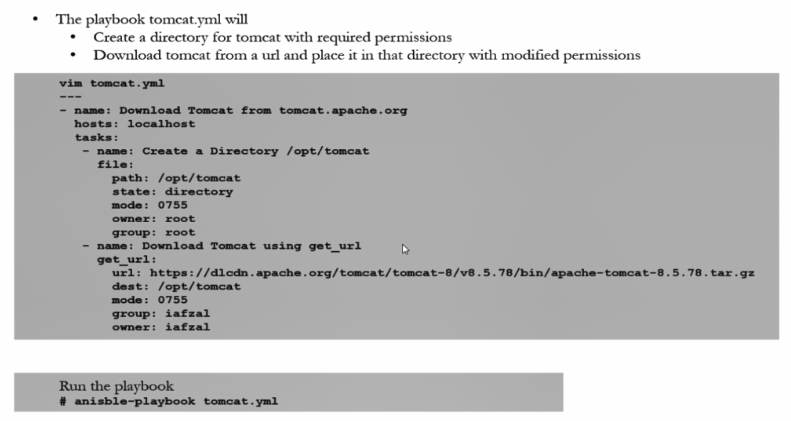 • The playbook tomcat.yml will
• Create a directory for tomcat with required permissions
• Download tomcat from a url and place it in that directory with modified permissions
vim tomcat.yml
---
- name: Download Tomcat from tomcat.apache.org
  hosts: localhost
  tasks:
   - name: Create a Directory /opt/tomcat
     file:
       path: /opt/tomcat
       state: directory
       mode: 0755
       owner: root
       group: root
   - name: Download Tomcat using get_url
     get_url:
       url: https://dlcdn.apache.org/tomcat/tomcat-8/v8.5.78/bin/apache-tomcat-8.5.78.tar.gz
       dest: /opt/tomcat
       mode: 0755
       group: iafzal
       owner: iafzal
Run the playbook
# anisble-playbook tomcat.yml